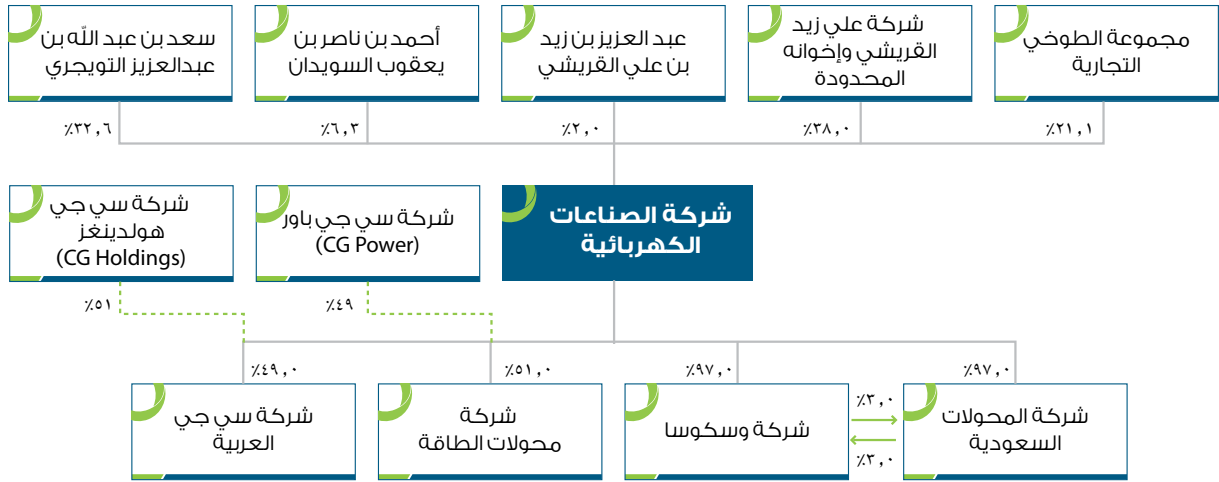 مجموعة الطوخي
التجارية
شركة علي زيد
القريشي وإخوانه
المحدودة
عبد العزيز بن زيد
بن علي القريشي
أحمد بن ناصر بن
يعقوب السويدان
سعد بن عبد الله بن
عبدالعزيز التويجري
٪٢١,١
٪٣٨,٠
٪٢,٠
٪٦,٣
٪٣٢,٦
شركة الصناعات
الكهربائية
شركة سي جي باور
(CG Power)
شركة سي جي
هولدينغز
(CG Holdings)
٪٤٩
٪٥١
٪٩٧,٠
٪٩٧,٠
٪٥١,٠
٪٤٩,٠
شركة المحولات
السعودية
٪٣,٠
٪٣,٠
شركة وسكوسا
شركة
محولات الطاقة
شركة سي جي
العربية